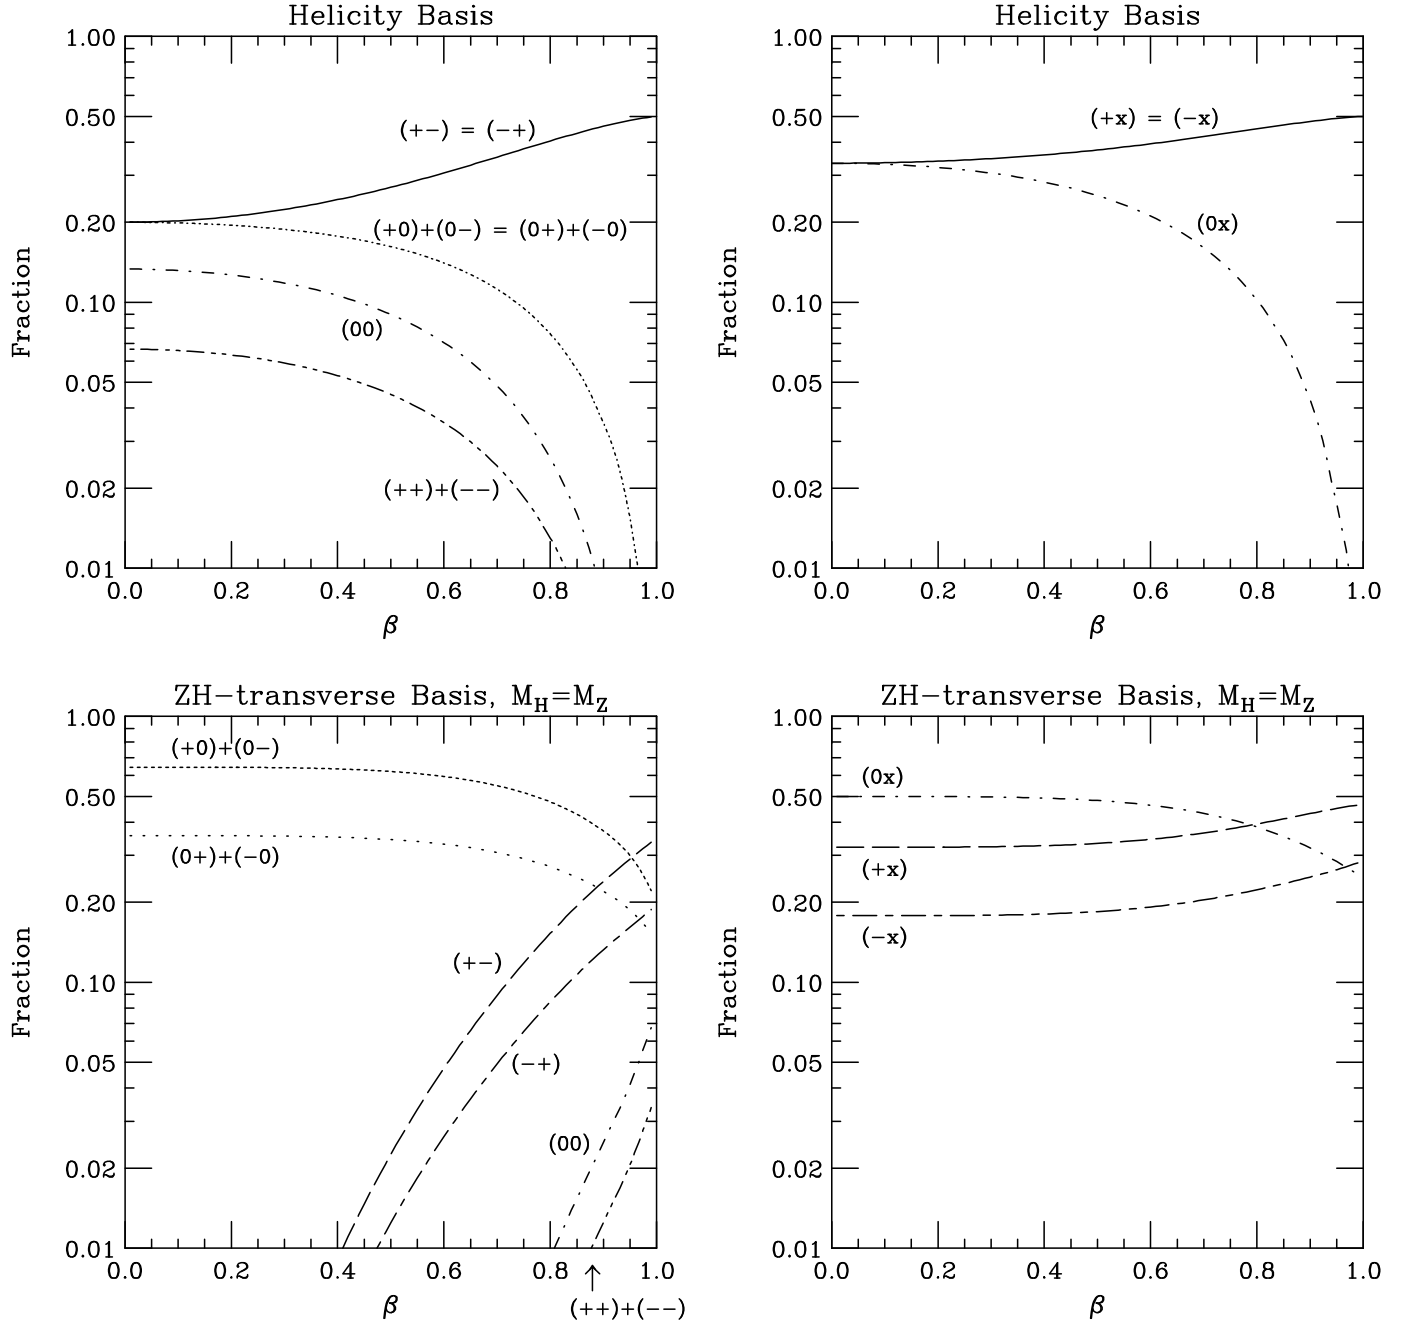 Helicity Basis
1.00
0.50
0.20
0.10
0.05
0.02
0.01
Fraction
(+−) = (−+)
(+0)+(0−) = (0+)+(−0)
(00)
(++)+(−−)
0.0 0.2 0.4 0.6 0.8 1.0
β
Helicity Basis
1.00
0.50
0.20
0.10
0.05
0.02
0.01
Fraction
(+x) = (−x)
(0x)
0.0 0.2 0.4 0.6 0.8 1.0
β
ZH−transverse Basis, M_H=M_Z
1.00
0.50
0.20
0.10
0.05
0.02
0.01
Fraction
(+0)+(0−)
(0+)+(−0)
(+−)
(−+)
(00)
0.0 0.2 0.4 0.6 0.8 1.0
β
(++)+(−−)
ZH−transverse Basis, M_H=M_Z
1.00
0.50
0.20
0.10
0.05
0.02
0.01
Fraction
(0x)
(+x)
(−x)
0.0 0.2 0.4 0.6 0.8 1.0
β